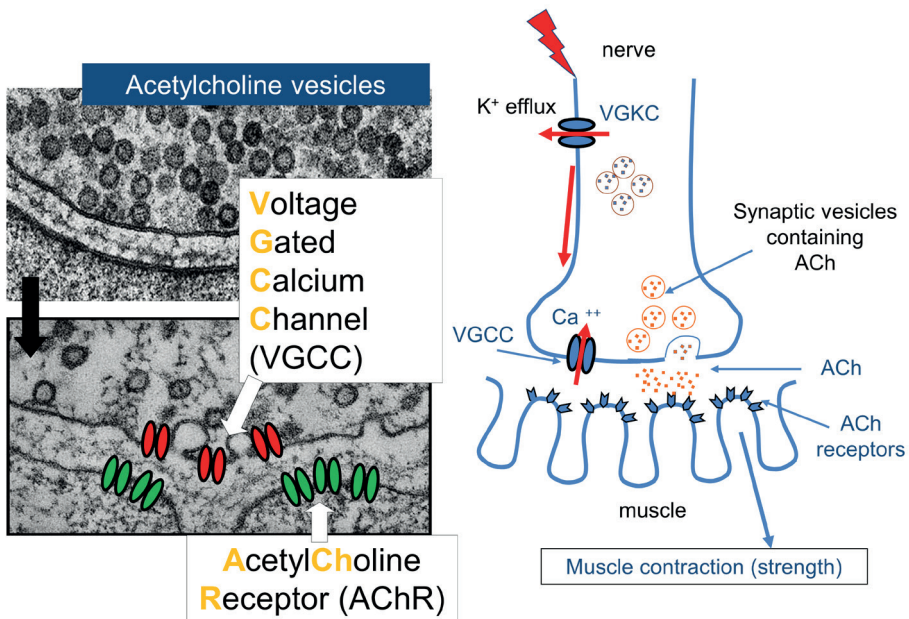 Acetylcholine vesicles
Voltage
Gated
Calcium
Channel
(VGCC)
AcetylCholine
Receptor (AChR)
nerve
K+ efflux
VGKC
Synaptic vesicles
containing
ACh
Ca ++
VGCC
ACh
ACh
receptors
muscle
Muscle contraction (strength)